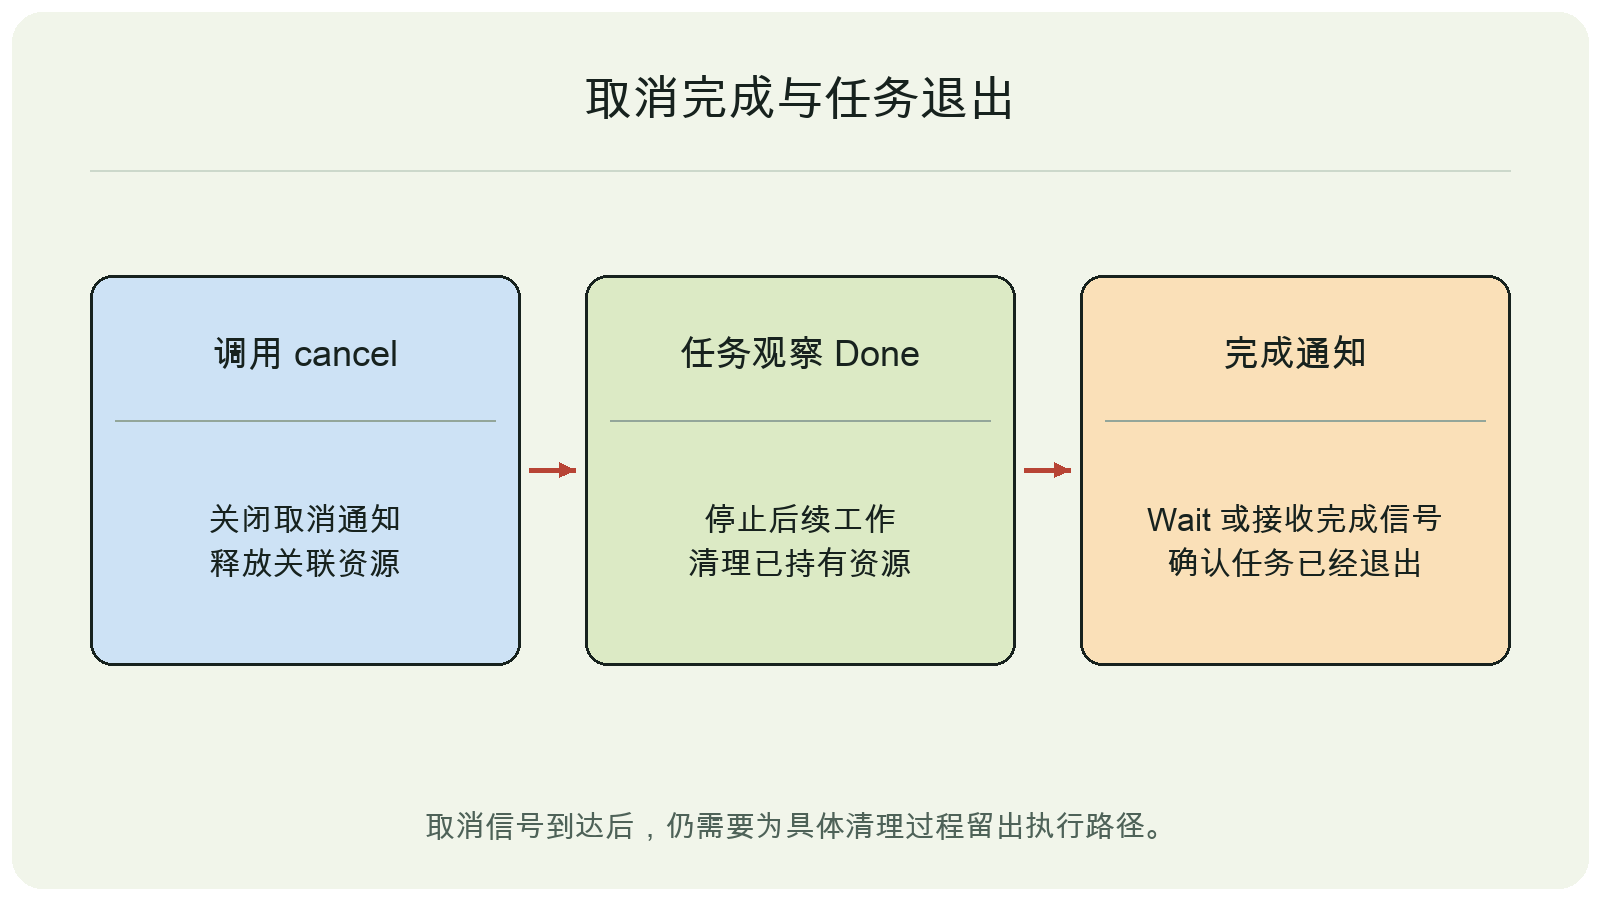 取消完成与任务退出
调用 cancel
关闭取消通知
释放关联资源
任务观察 Done
停止后续工作
清理已持有资源
完成通知
Wait 或接收完成信号
确认任务已经退出
取消信号到达后，仍需要为具体清理过程留出执行路径。